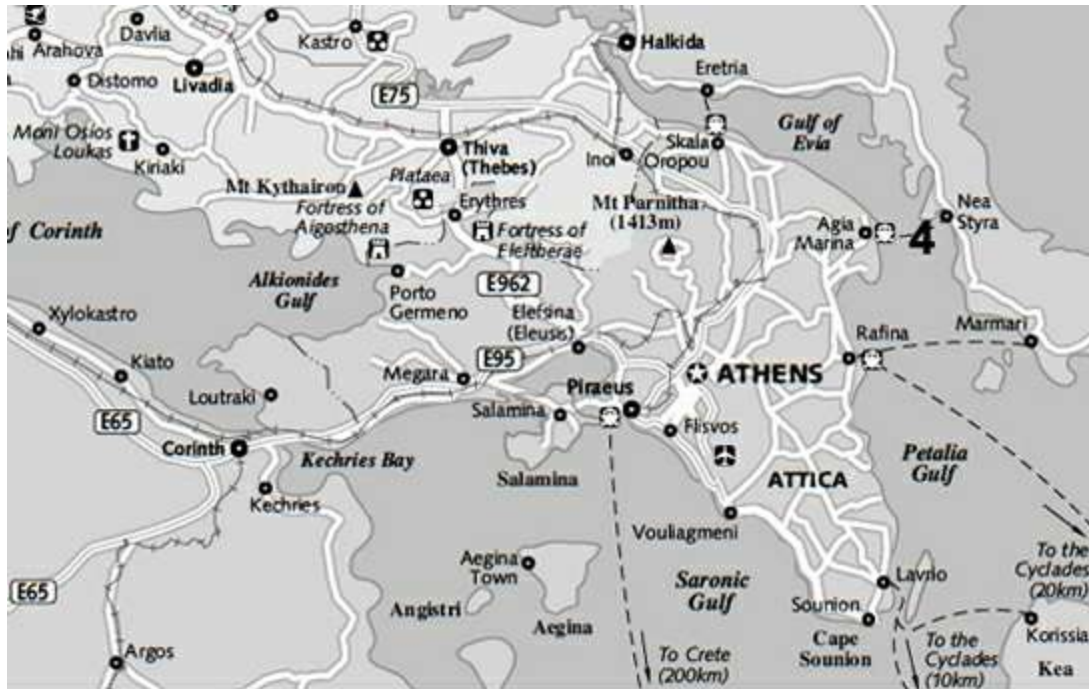 Davlia
Kastro
Halkida
Arahova
Eretria
Distomo
Livadia
E75
Gulf of
Evia
Moni Osios
Loukas
Kiriaki
Thiva
(Thebes)
Inoi
Skala
Oropou
Plataea
Mt Kythairon
Fortress of
Aigosthena
Erythres
Mt Parnitha
(1413m)
Nea
Styra
Agia
Marina
4
Fortress of
Eleftherae
of Corinth
Alkionides
Gulf
Porto
Germeno
E962
Elefsina
(Eleusis)
Xylokastro
Rafina
Marmari
Kiato
E95
Megara
ATHENS
Loutraki
Salamina
Piraeus
E65
Flisvos
Corinth
Kechries Bay
Salamina
ATTICA
Petalia
Gulf
Kechries
Vouliagmeni
Aegina
Town
To the
Cyclades
(20km)
E65
Saronic
Gulf
Lavrio
Angistri
Aegina
Sounion
Cape
Sounion
Korissia
Kea
Argos
To Crete
(200km)
To the
Cyclades
(10km)